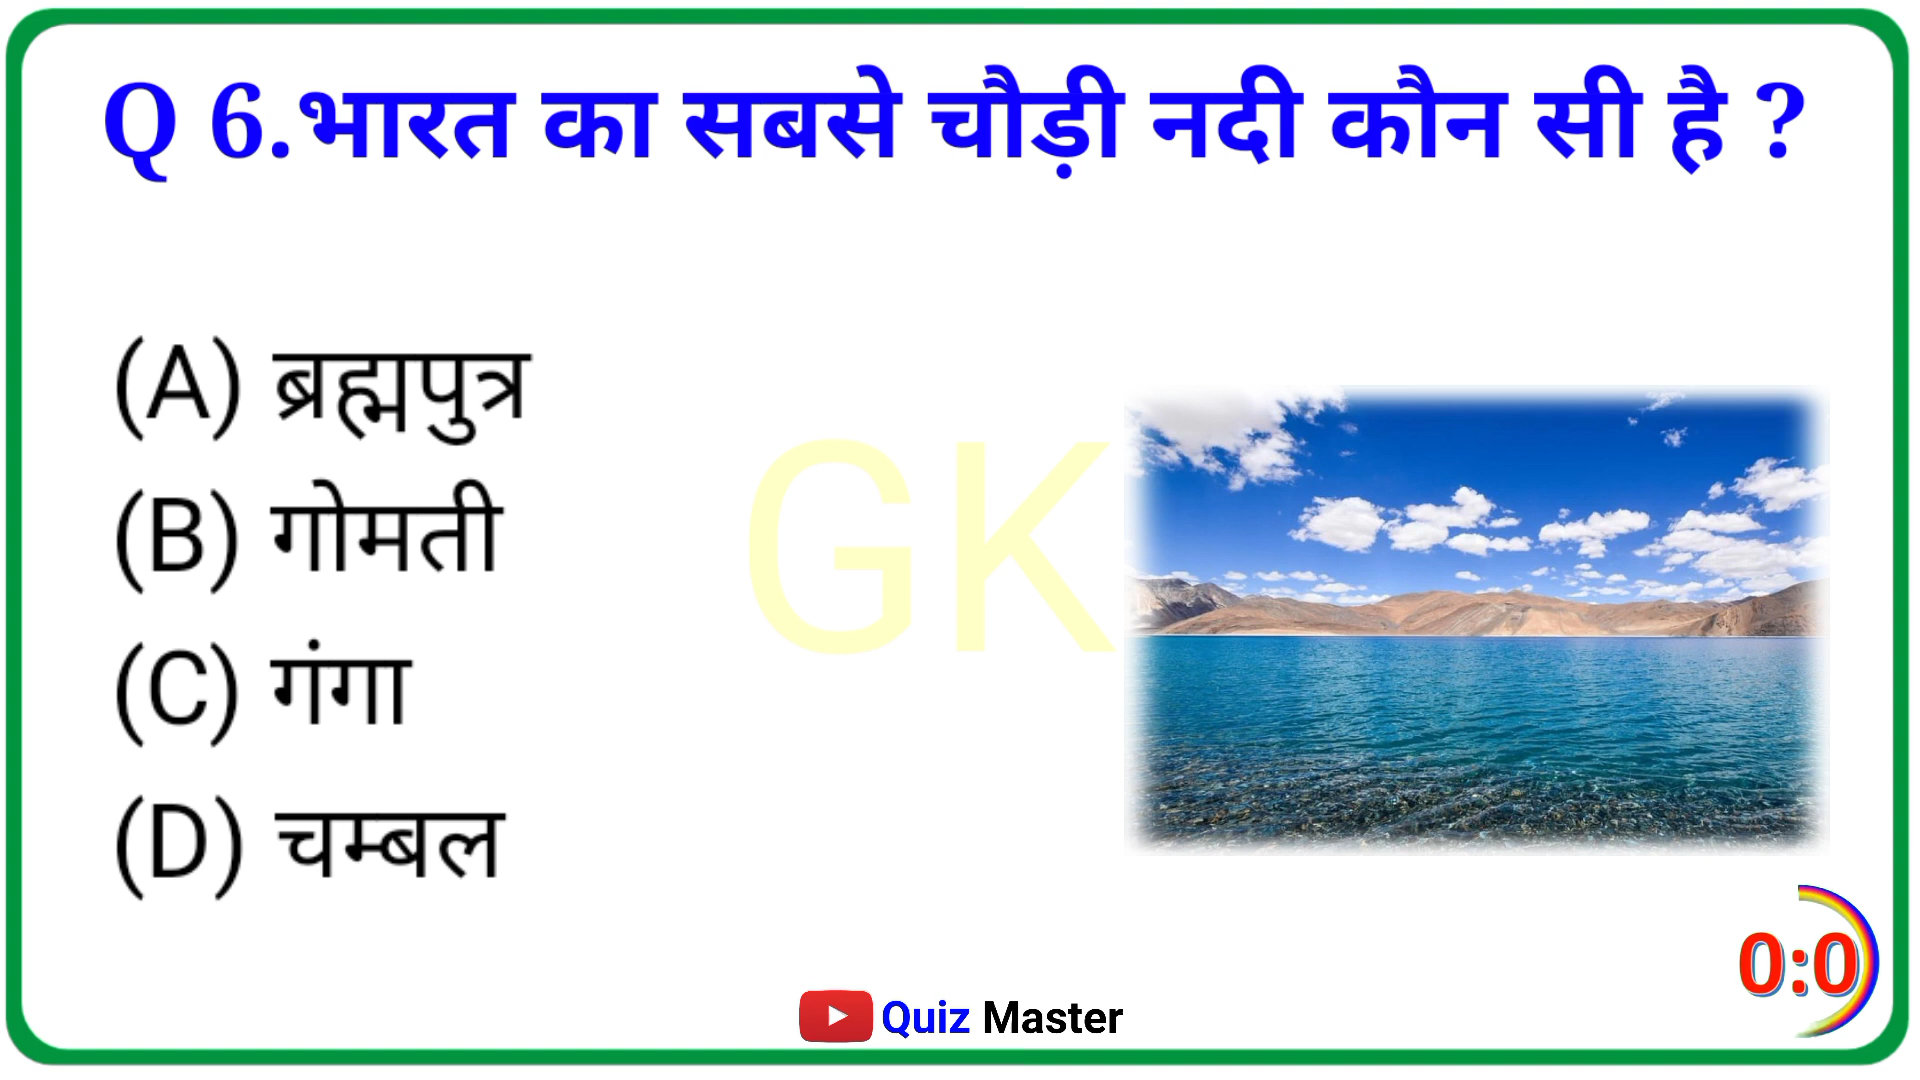 Q 6.भारत का सबसे चौड़ी नदी कौन सी है ?
(A) ब्रह्मपुत्र
(B) गोमती
GK
(C) गंगा
(D) चम्बल
0:0
Quiz Master